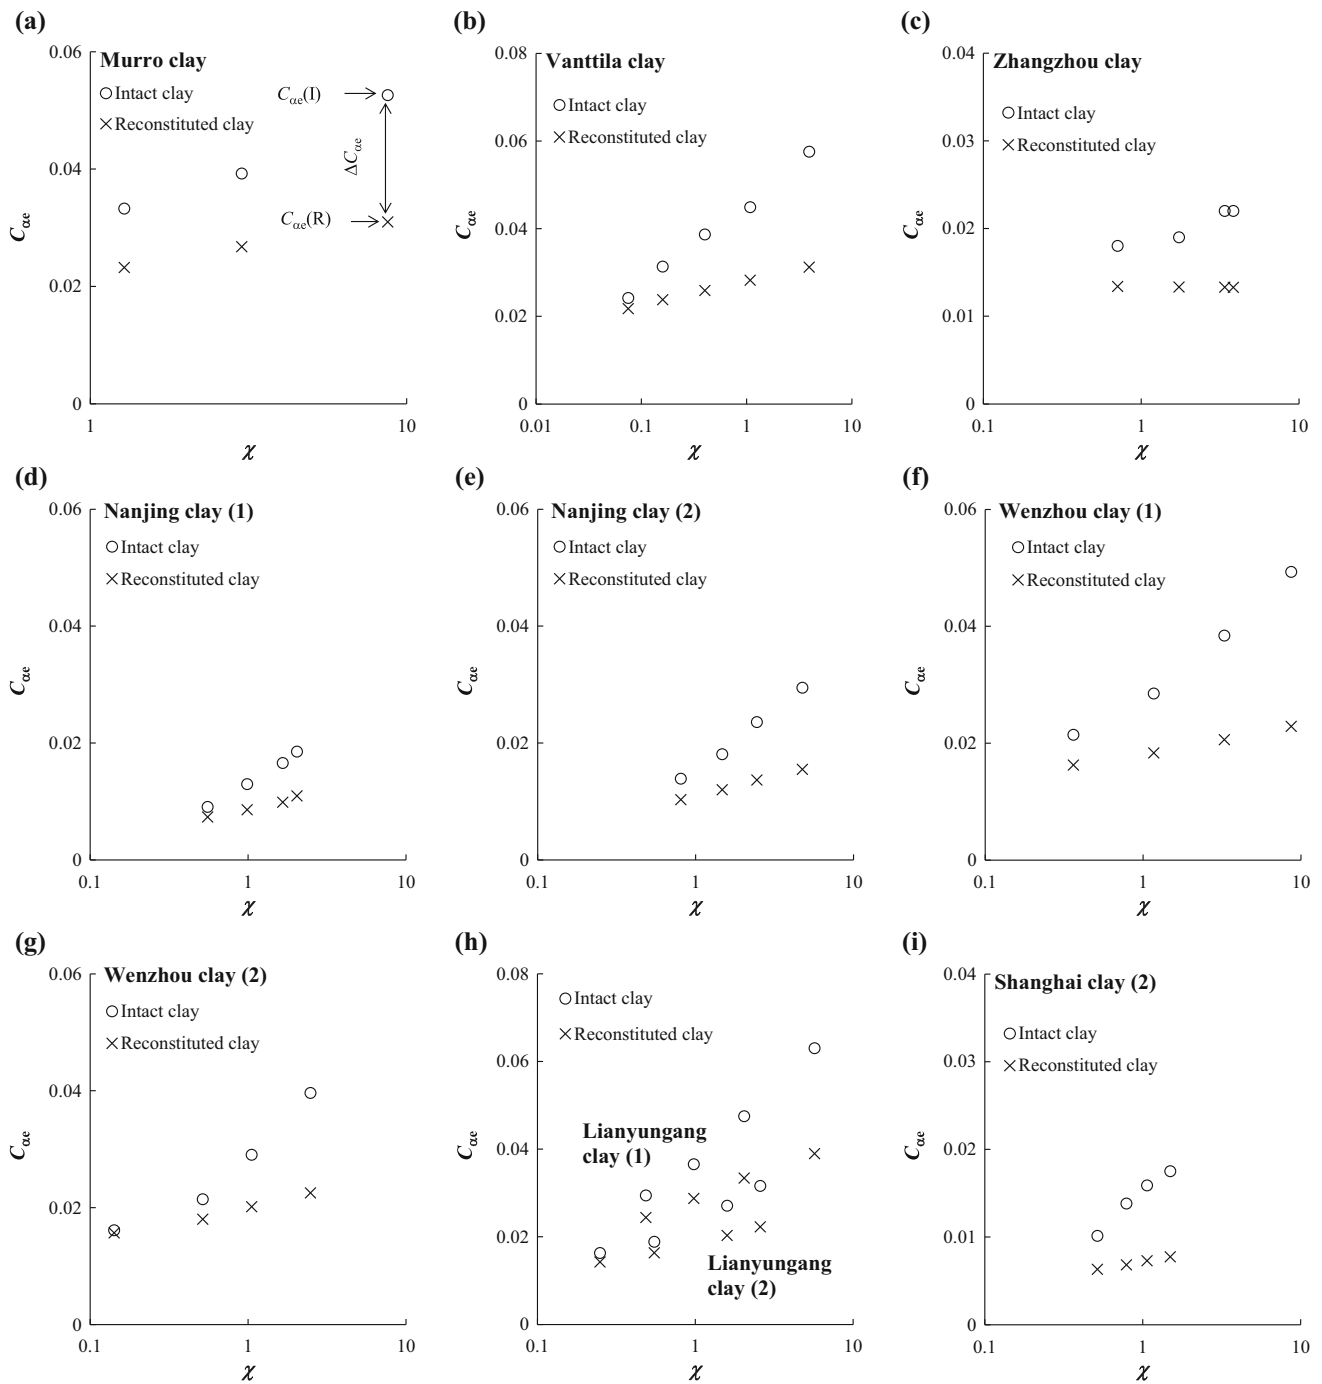 (a)
0.06
Murro clay
Intact clay
Reconstituted clay
Cαe(I)
ΔCαe
Cαe(R)
0.04
Cαe
0.02
0
1
10
χ
(b)
0.08
Vanttila clay
Intact clay
Reconstituted clay
0.06
0.04
Cαe
0.02
0
0.01
0.1
1
10
χ
(c)
0.04
Zhangzhou clay
Intact clay
Reconstituted clay
0.03
0.02
Cαe
0.01
0
0.1
1
10
χ
(d)
0.06
Nanjing clay (1)
Intact clay
Reconstituted clay
0.04
Cαe
0.02
0
0.1
1
10
χ
(e)
0.06
Nanjing clay (2)
Intact clay
Reconstituted clay
0.04
Cαe
0.02
0
0.1
1
10
χ
(f)
0.06
Wenzhou clay (1)
Intact clay
Reconstituted clay
0.04
Cαe
0.02
0
0.1
1
10
χ
(g)
0.06
Wenzhou clay (2)
Intact clay
Reconstituted clay
0.04
Cαe
0.02
0
0.1
1
10
χ
(h)
0.08
Intact clay
Reconstituted clay
0.06
Lianyungang
clay (1)
0.04
Cαe
0.02
Lianyungang
clay (2)
0
0.1
1
10
χ
(i)
0.04
Shanghai clay (2)
Intact clay
Reconstituted clay
0.03
0.02
Cαe
0.01
0
0.1
1
10
χ